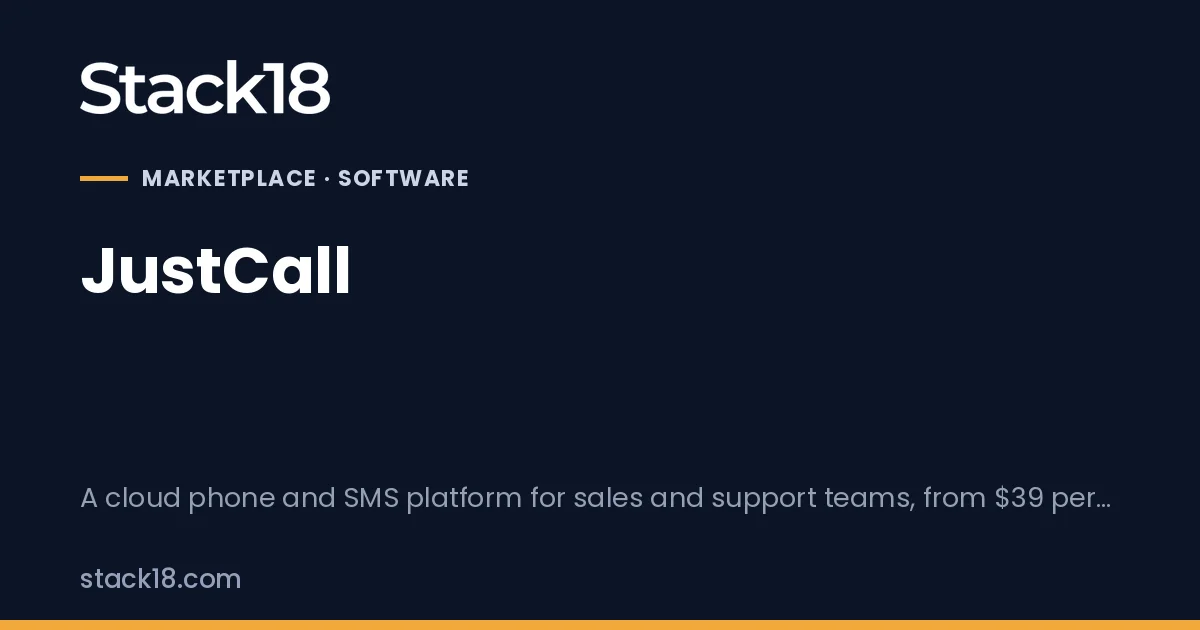 Stack18
MARKETPLACE · SOFTWARE
JustCall
A cloud phone and SMS platform for sales and support teams, from $39 per...
stack18.com